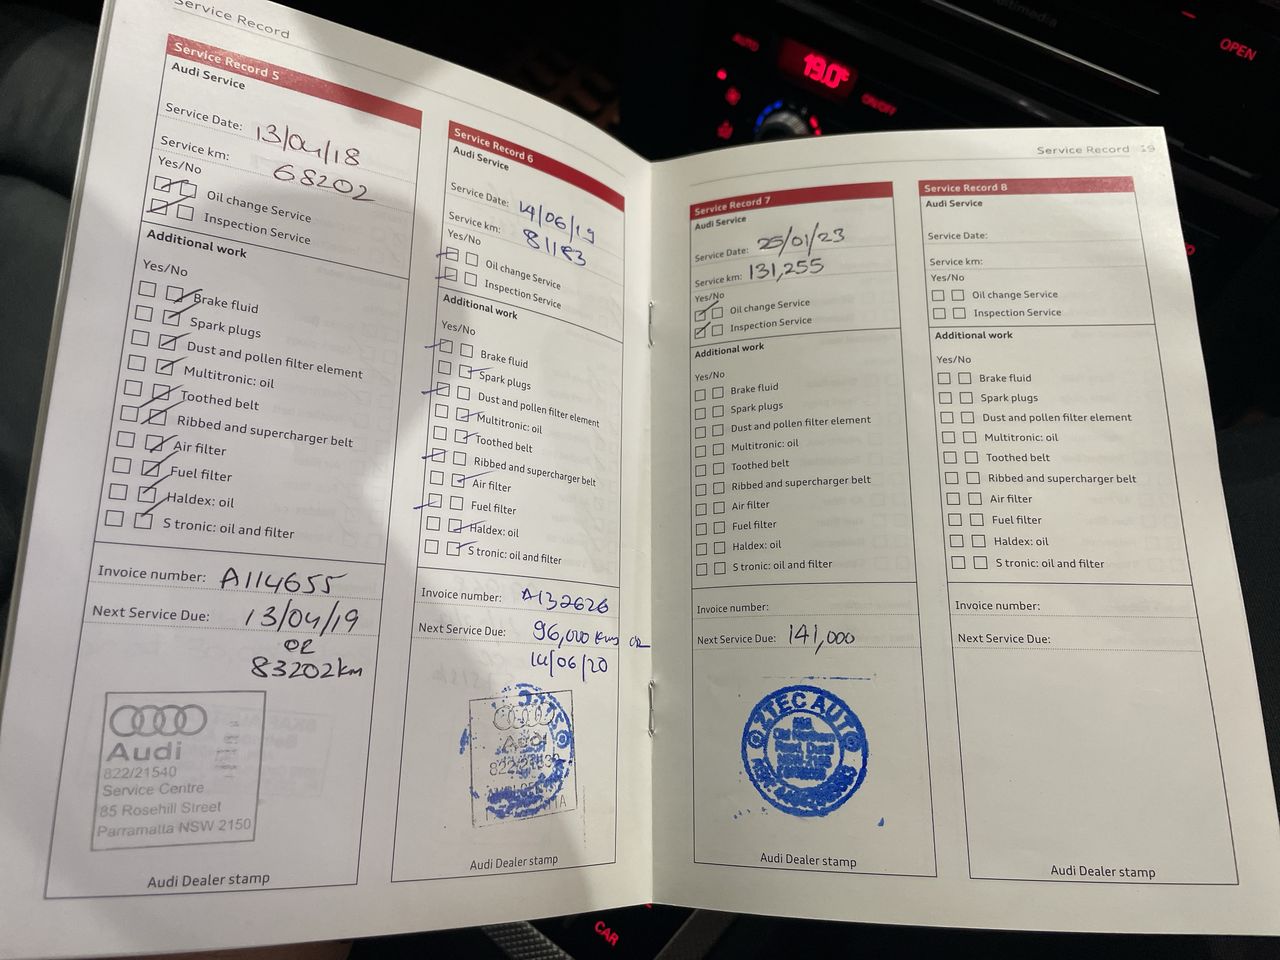 Service Record
Service Record 5
Audi Service
Service Date: 13/04/18
Service km: 68202
Yes/No
Oil change Service
Inspection Service
Additional work
Yes/No
Brake fluid
Spark plugs
Dust and pollen filter element
Multitronic: oil
Toothed belt
Ribbed and supercharger belt
Air filter
Fuel filter
Haldex: oil
S tronic: oil and filter
Invoice number: A114655
Next Service Due: 13/04/19
OR
83202km
Audi
822/21540
Service Centre
85 Rosehill Street
Parramatta NSW 2150
Audi Dealer stamp
Service Record 6
Audi Service
Service Date: 14/06/19
Service km: 81183
Yes/No
Oil change Service
Inspection Service
Additional work
Yes/No
Brake fluid
Spark plugs
Dust and pollen filter element
Multitronic: oil
Toothed belt
Ribbed and supercharger belt
Air filter
Fuel filter
Haldex: oil
S tronic: oil and filter
Invoice number: A132626
Next Service Due: 96,000 kms OR
14/06/20
Audi
Audi Dealer stamp
Service Record 19
Service Record 7
Audi Service
Service Date: 25/01/23
Service km: 131,255
Yes/No
Oil change Service
Inspection Service
Additional work
Yes/No
Brake fluid
Spark plugs
Dust and pollen filter element
Multitronic: oil
Toothed belt
Ribbed and supercharger belt
Air filter
Fuel filter
Haldex: oil
S tronic: oil and filter
Invoice number:
Next Service Due: 141,000
ZTEC AUTO
Audi Dealer stamp
Service Record 8
Audi Service
Service Date:
Service km:
Yes/No
Oil change Service
Inspection Service
Additional work
Yes/No
Brake fluid
Spark plugs
Dust and pollen filter element
Multitronic: oil
Toothed belt
Ribbed and supercharger belt
Air filter
Fuel filter
Haldex: oil
S tronic: oil and filter
Invoice number:
Next Service Due:
Audi Dealer stamp
AUTO
19.0°
ON/OFF
OPEN
CAR